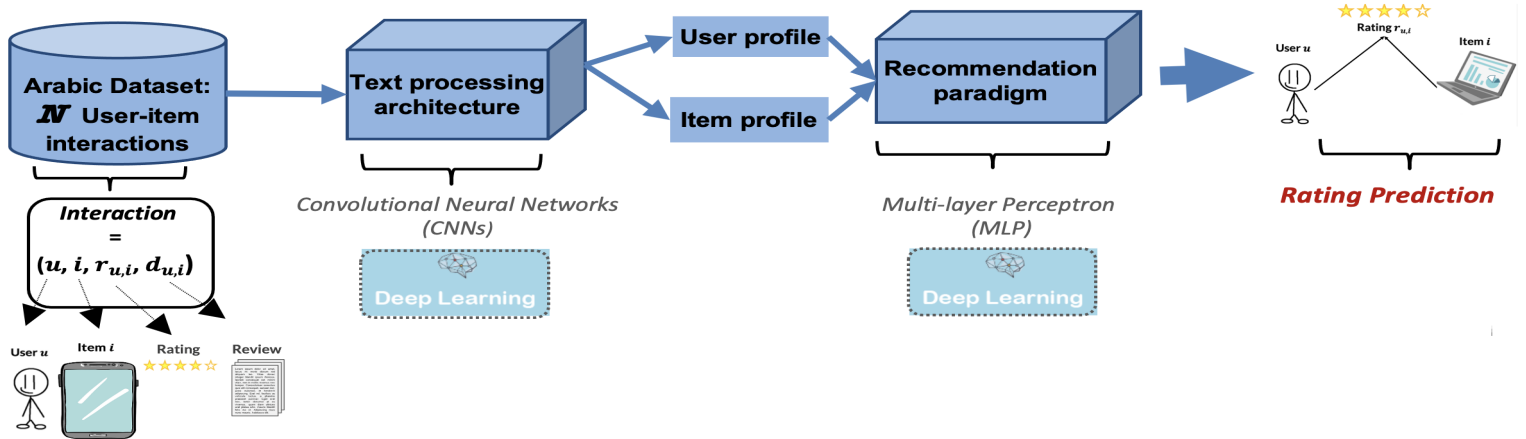 Arabic Dataset:
N User-item
interactions
Text processing
architecture
User profile
Item profile
Recommendation
paradigm
Rating r_{u,i}
User u
Item i
Interaction
=
(u, i, r_{u,i}, d_{u,i})
Convolutional Neural Networks
(CNNs)
Deep Learning
Multi-layer Perceptron
(MLP)
Deep Learning
Rating Prediction
User u
Item i
Rating
Review